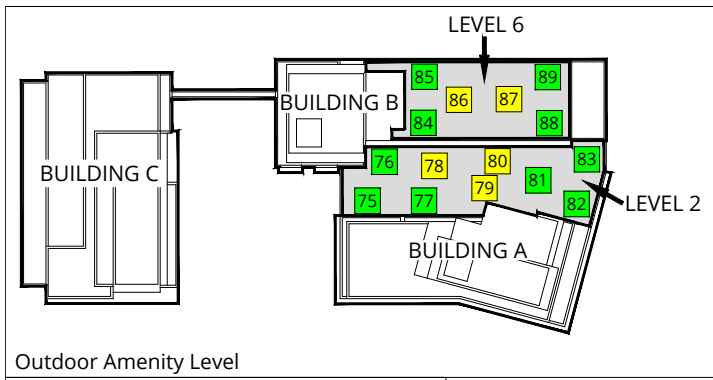 LEVEL 6
85
89
86
87
BUILDING B
84
88
76
78
80
83
BUILDING C
81
79
75
77
82
LEVEL 2
BUILDING A
Outdoor Amenity Level